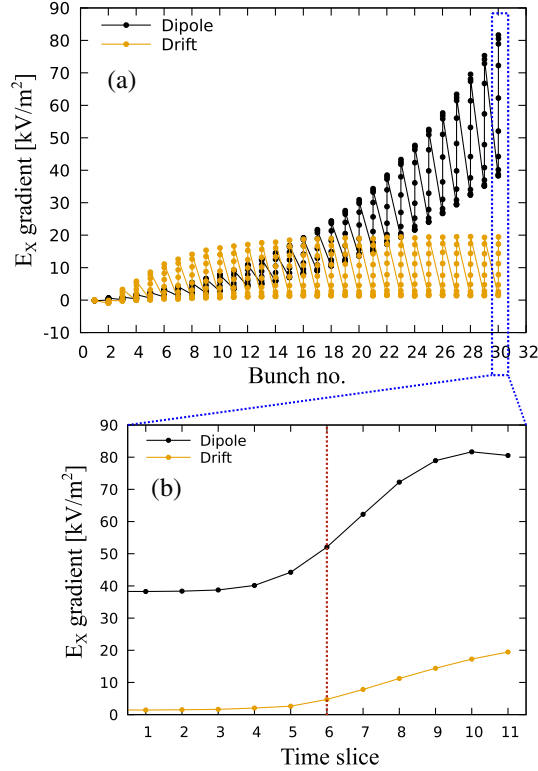 90
80
70
60
50
40
30
20
10
0
-10
E_X gradient [kV/m²]
Dipole
Drift
(a)
0 2 4 6 8 10 12 14 16 18 20 22 24 26 28 30 32
Bunch no.
90
80
70
60
50
40
30
20
10
0
E_X gradient [kV/m²]
Dipole
Drift
(b)
1 2 3 4 5 6 7 8 9 10 11
Time slice